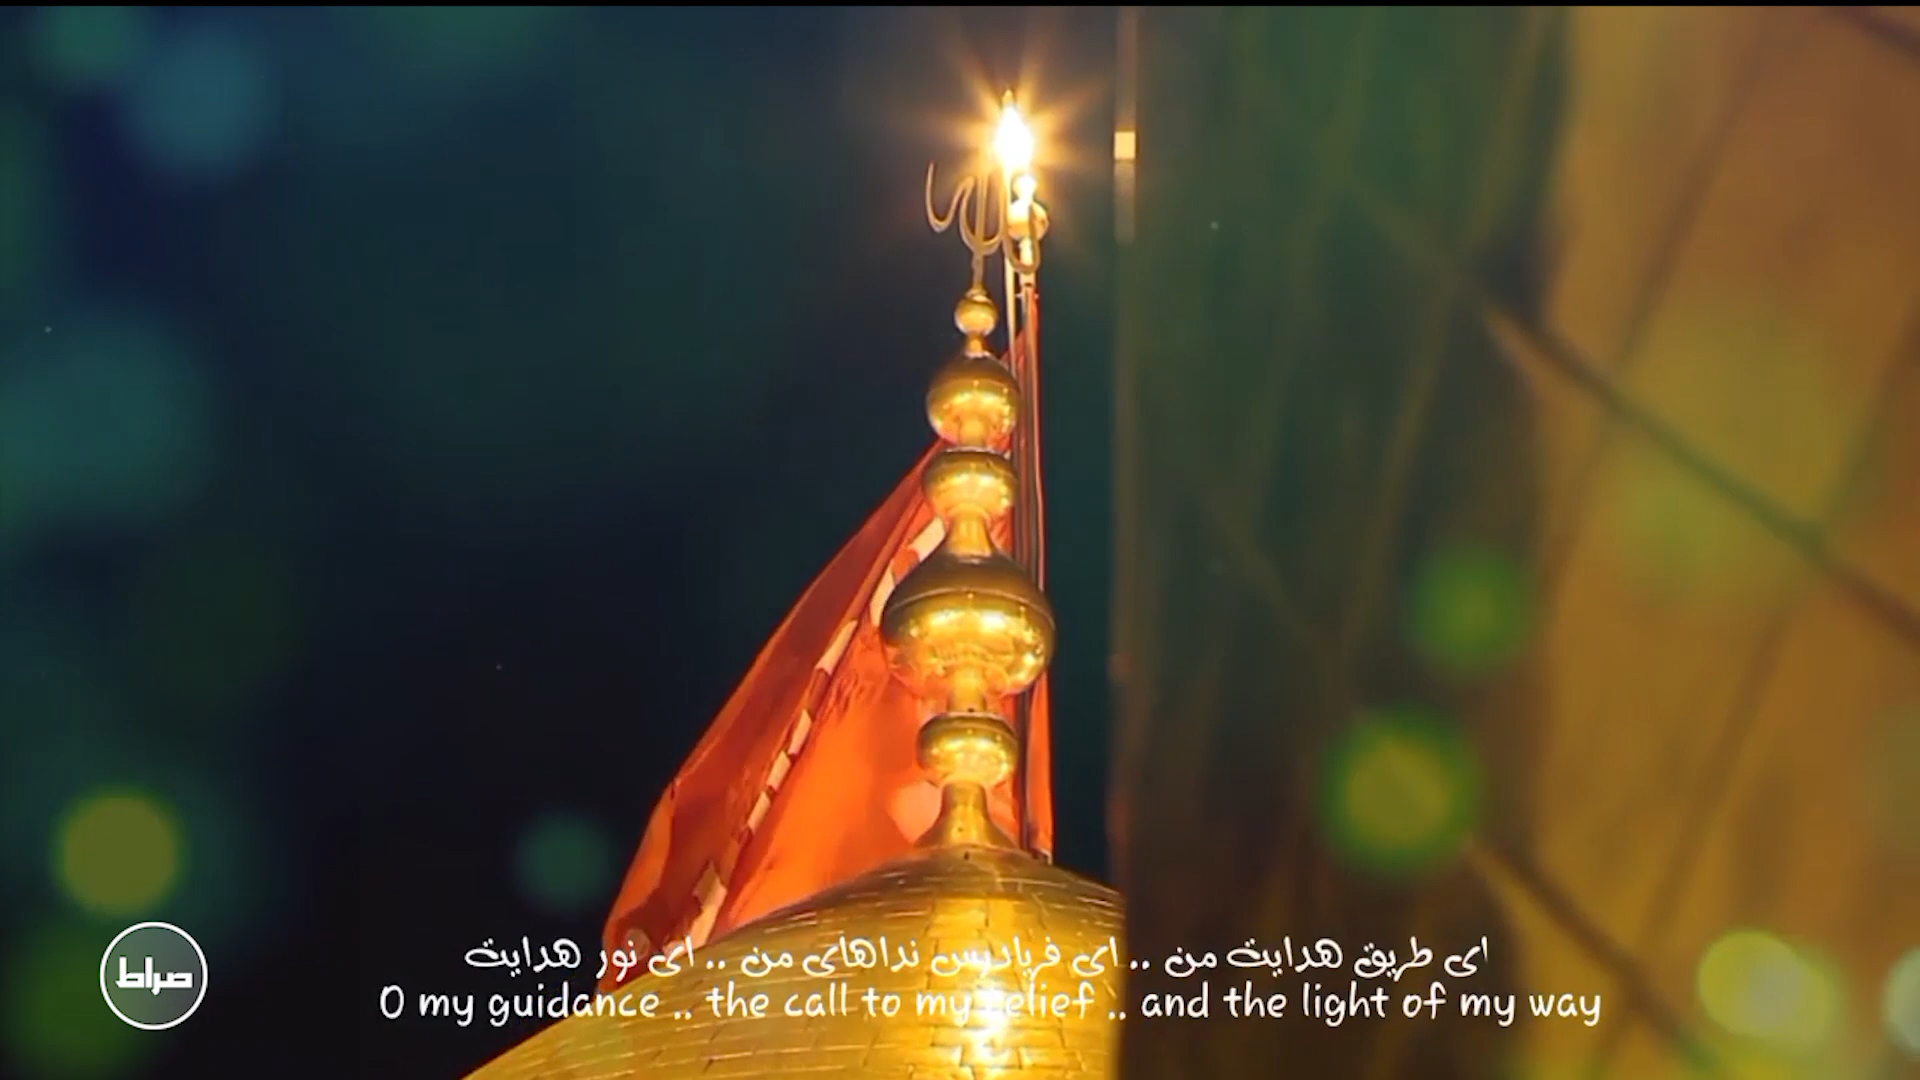 ای طریق هدایت من .. ای فریادرس نداهای من .. ای نور هدایت
O my guidance .. the call to my relief .. and the light of my way
صراط